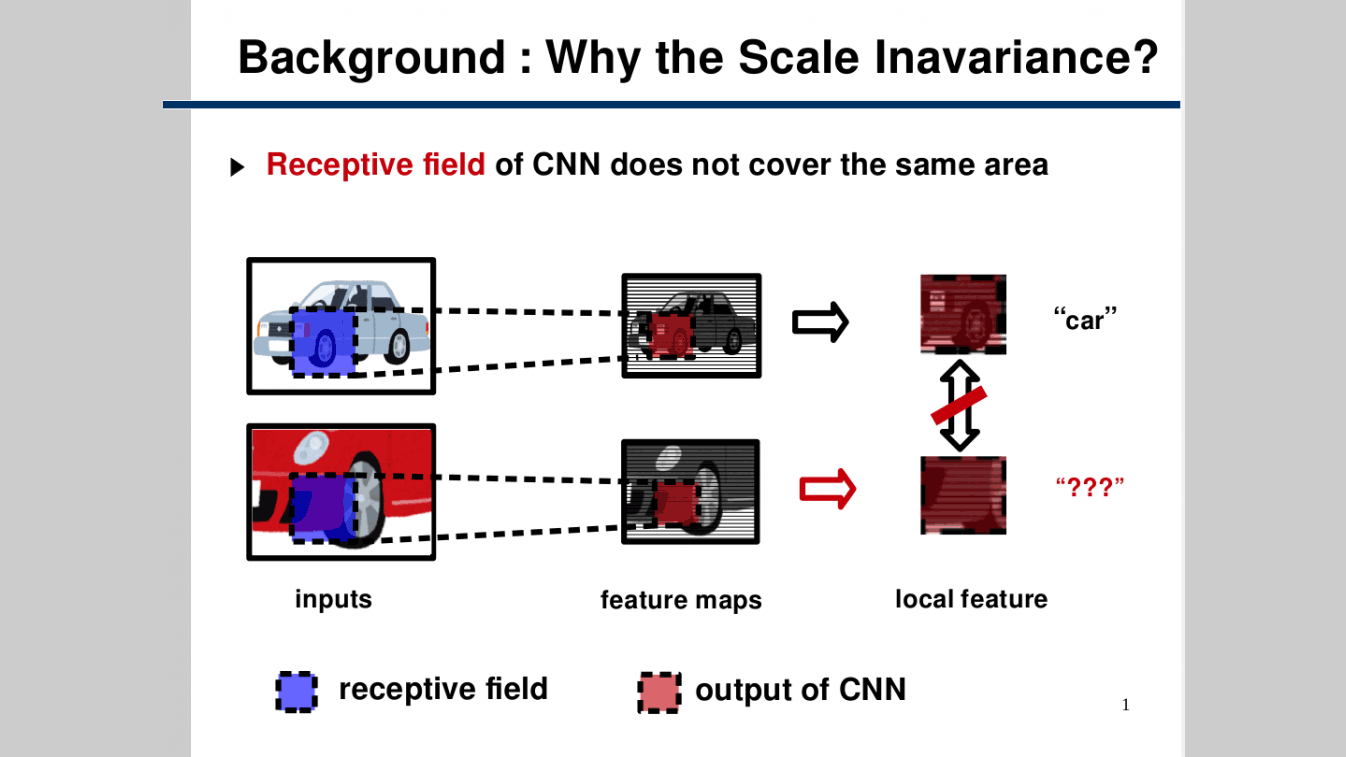 Background : Why the Scale Inavariance?
Receptive field of CNN does not cover the same area
“car”
“???”
inputs
feature maps
local feature
receptive field
output of CNN
1